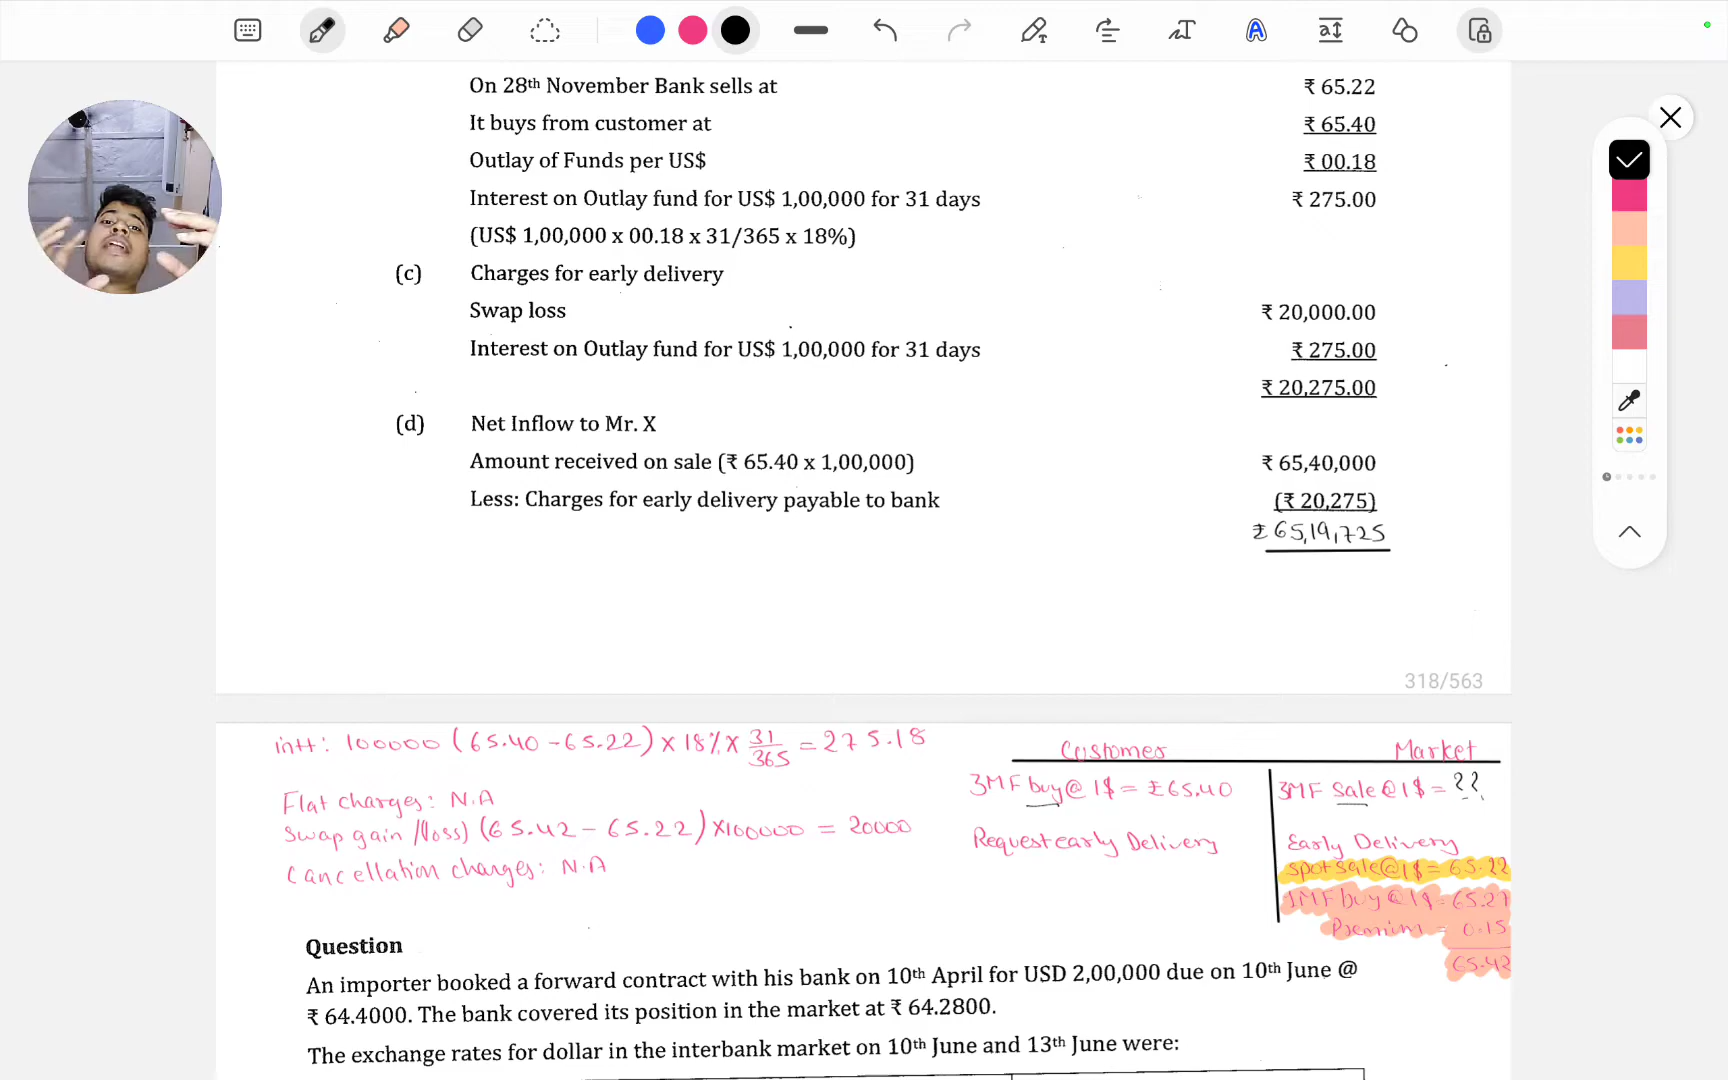 On 28th November Bank sells at ₹ 65.22
It buys from customer at ₹ 65.40
Outlay of Funds per US$ ₹ 00.18
Interest on Outlay fund for US$ 1,00,000 for 31 days ₹ 275.00
(US$ 1,00,000 x 00.18 x 31/365 x 18%)
(c) Charges for early delivery
Swap loss ₹ 20,000.00
Interest on Outlay fund for US$ 1,00,000 for 31 days ₹ 275.00
₹ 20,275.00
(d) Net Inflow to Mr. X
Amount received on sale (₹ 65.40 x 1,00,000) ₹ 65,40,000
Less: Charges for early delivery payable to bank (₹ 20,275)
₹ 65,19,725
318/563
intt: 100000 (65.40 - 65.22) x 18% x 31/365 = 275.18
Flat charges: N.A
Swap gain /(loss) (65.42 - 65.22) x 100000 = 20000
Cancellation charges: N.A
Customer Market
3MF buy @ 1$ = ₹65.40 3MF Sale @ 1$ = ??
Request early Delivery Early Delivery
Spot Sale @ 1$ = 65.22
1MF buy @ 1$ = 65.27
Premium = 0.15
65.42
Question
An importer booked a forward contract with his bank on 10th April for USD 2,00,000 due on 10th June @
₹ 64.4000. The bank covered its position in the market at ₹ 64.2800.
The exchange rates for dollar in the interbank market on 10th June and 13th June were: